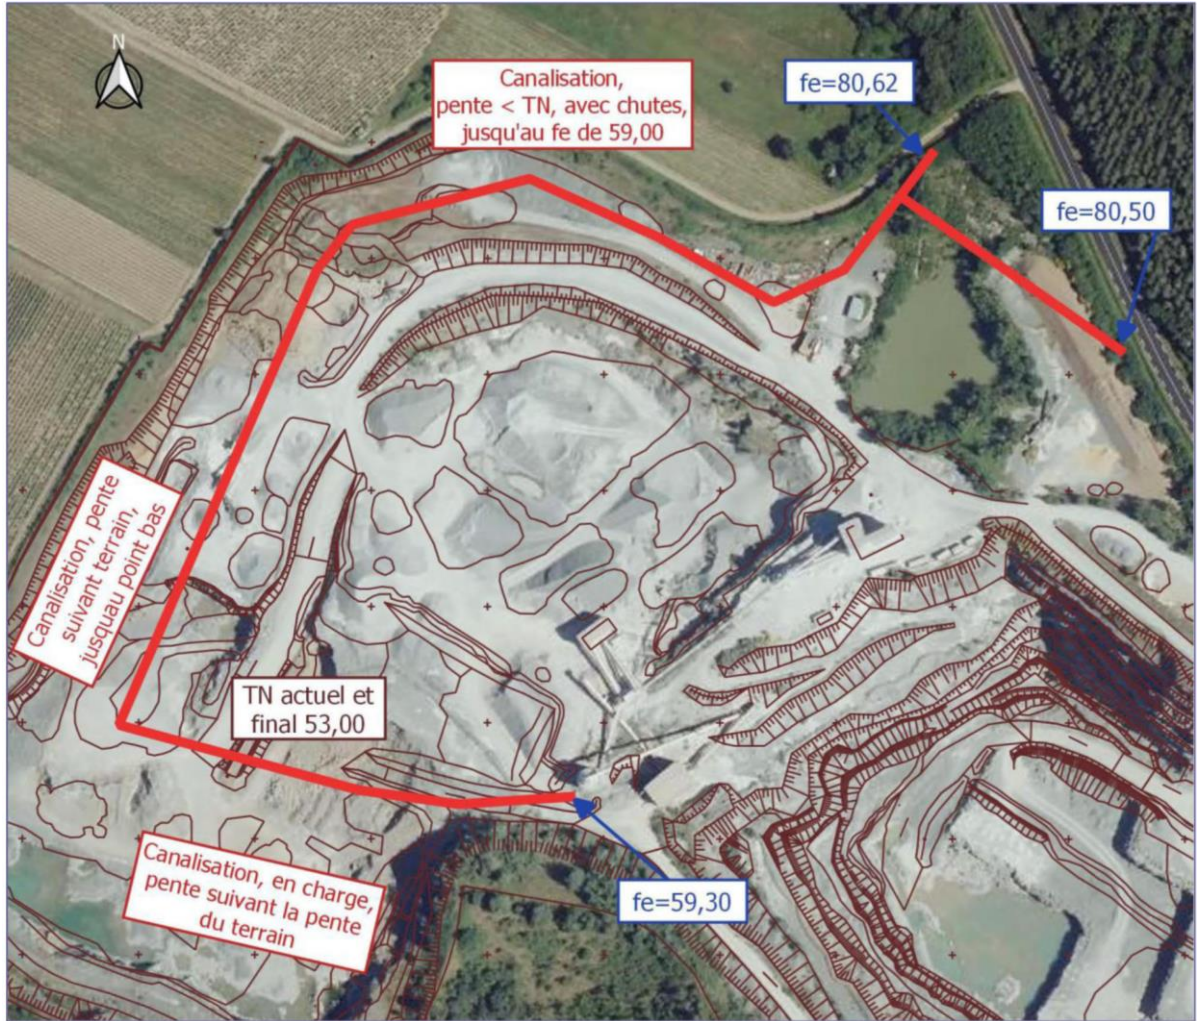 N
Canalisation,
pente < TN, avec chutes,
jusqu'au fe de 59,00
fe=80,62
fe=80,50
Canalisation, pente
suivant terrain,
jusquau point bas
TN actuel et
final 53,00
Canalisation, en charge,
pente suivant la pente
du terrain
fe=59,30